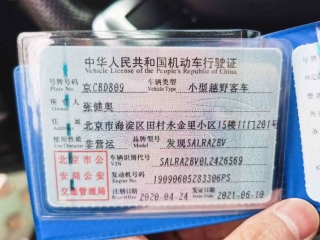 中华人民共和国机动车行驶证
Vehicle License of the People's Republic of China
号牌号码 京CBD809 车辆类型 小型越野客车
Plate No. Vehicle Type
所有人 张健奥
Owner
住址 北京市海淀区田村永金里小区15楼11门201号
Address
使用性质 非营运 品牌型号 发现SALRA2BV
Use Character Model
北京市公安局公安交通管理局
车辆识别代号 SALRA2BV0L2426569
VIN
发动机号码 19090605Z83306PS
Engine No.
注册日期 2020-04-24 发证日期 2021-06-10
Register Date Issue Date